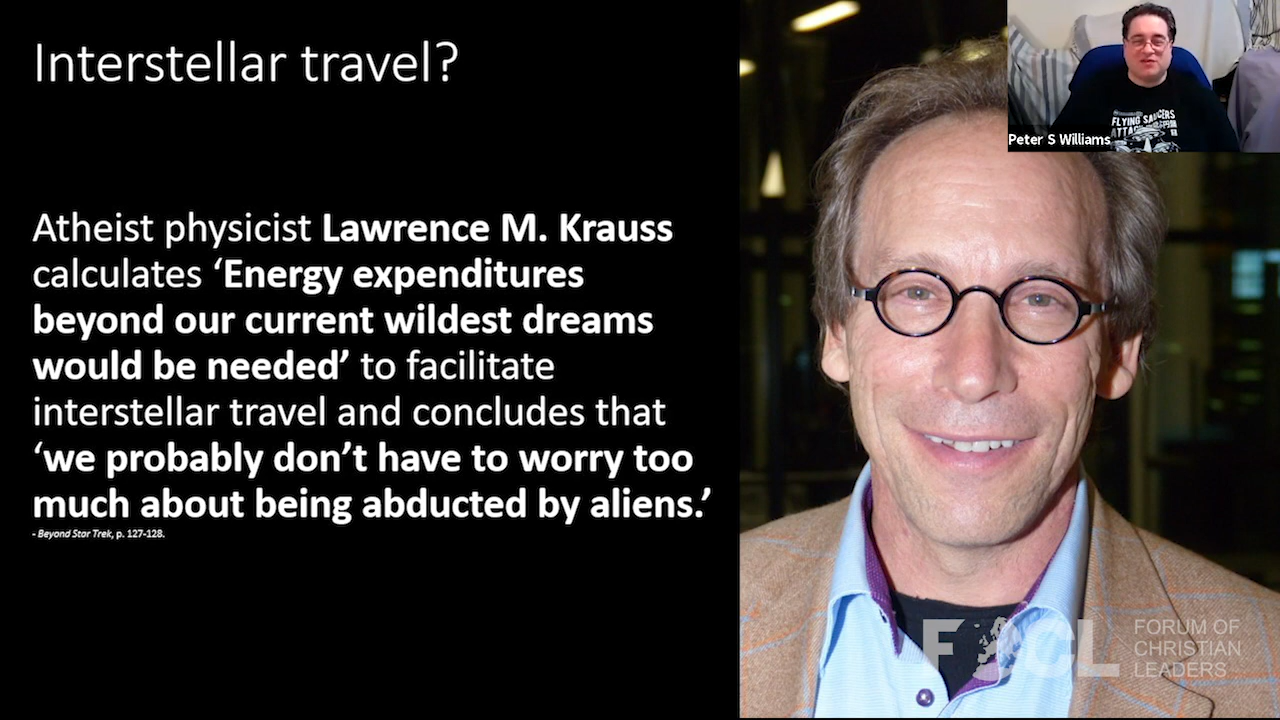 Interstellar travel?
Atheist physicist Lawrence M. Krauss
calculates ‘Energy expenditures
beyond our current wildest dreams
would be needed’ to facilitate
interstellar travel and concludes that
‘we probably don’t have to worry too
much about being abducted by aliens.’
- Beyond Star Trek, p. 127-128.
Peter S Williams
FLYING SAUCERS
FOCL
FORUM OF
CHRISTIAN
LEADERS